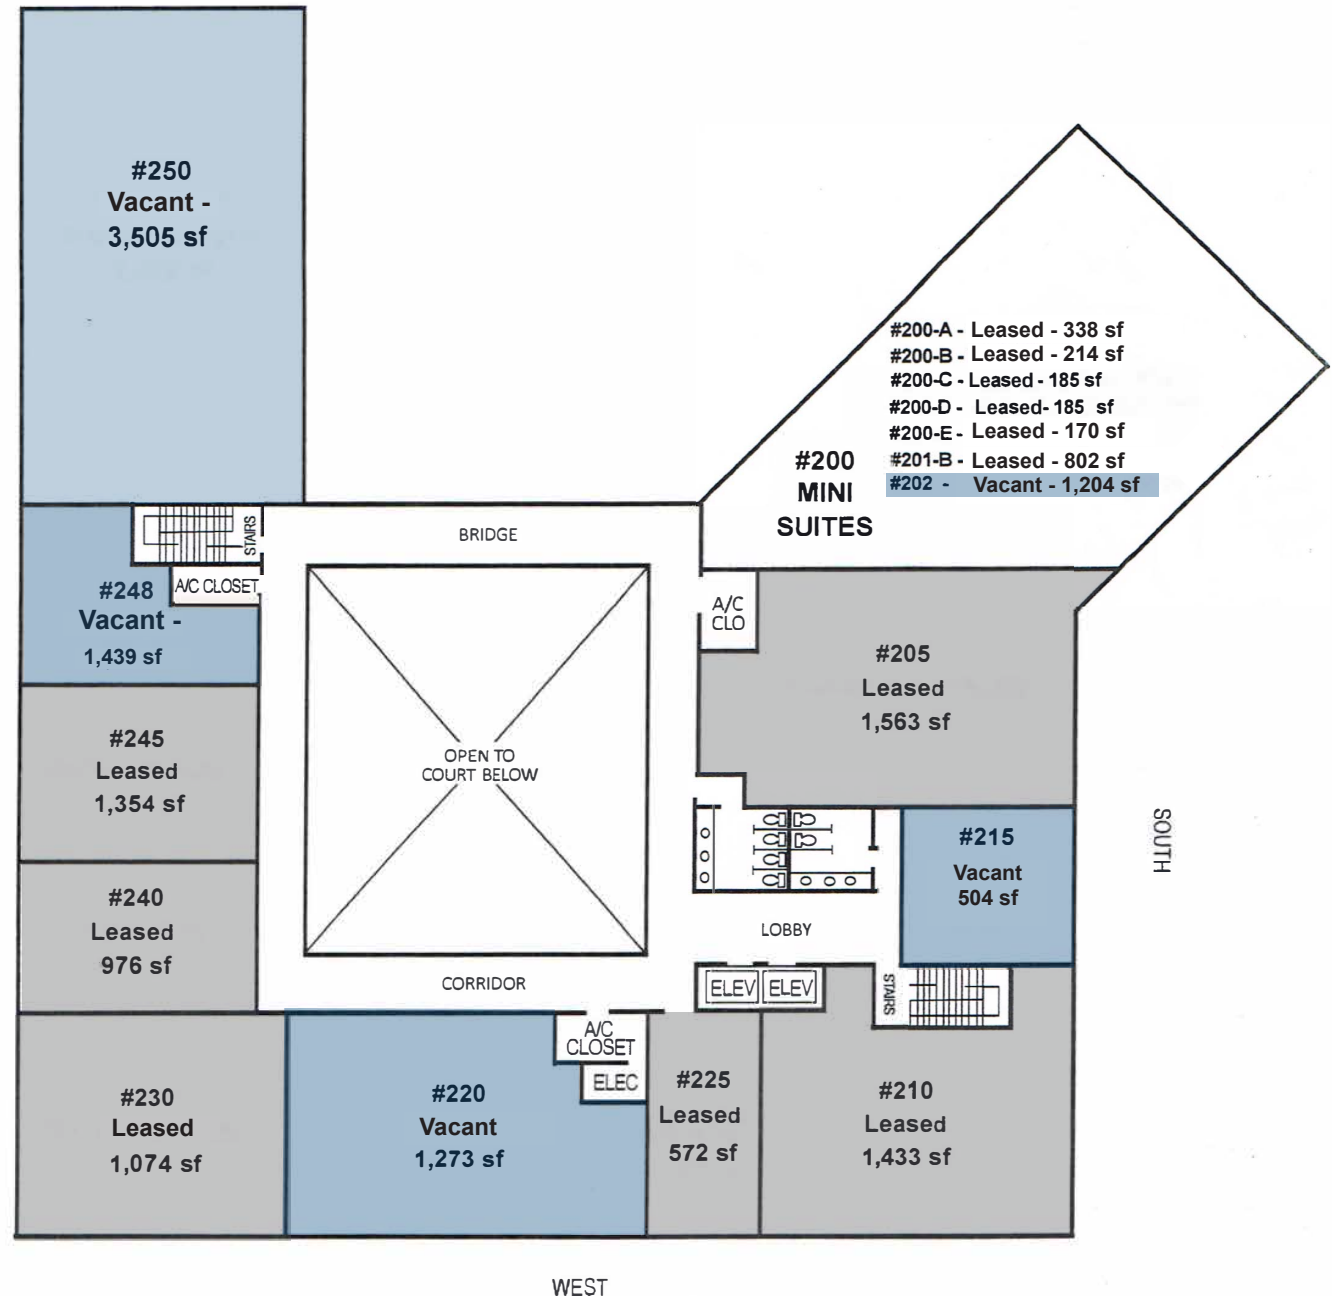 #250
Vacant -
3,505 sf
#200-A - Leased - 338 sf
#200-B - Leased - 214 sf
#200-C - Leased - 185 sf
#200-D - Leased- 185 sf
#200-E - Leased - 170 sf
#201-B - Leased - 802 sf
#202 - Vacant - 1,204 sf
#200
MINI
SUITES
STAIRS
BRIDGE
A/C CLOSET
#248
Vacant -
1,439 sf
A/C
CLO
#205
Leased
1,563 sf
#245
Leased
1,354 sf
OPEN TO
COURT BELOW
#215
Vacant
504 sf
SOUTH
#240
Leased
976 sf
LOBBY
CORRIDOR
ELEV
ELEV
STAIRS
A/C
CLOSET
ELEC
#230
Leased
1,074 sf
#220
Vacant
1,273 sf
#225
Leased
572 sf
#210
Leased
1,433 sf
WEST